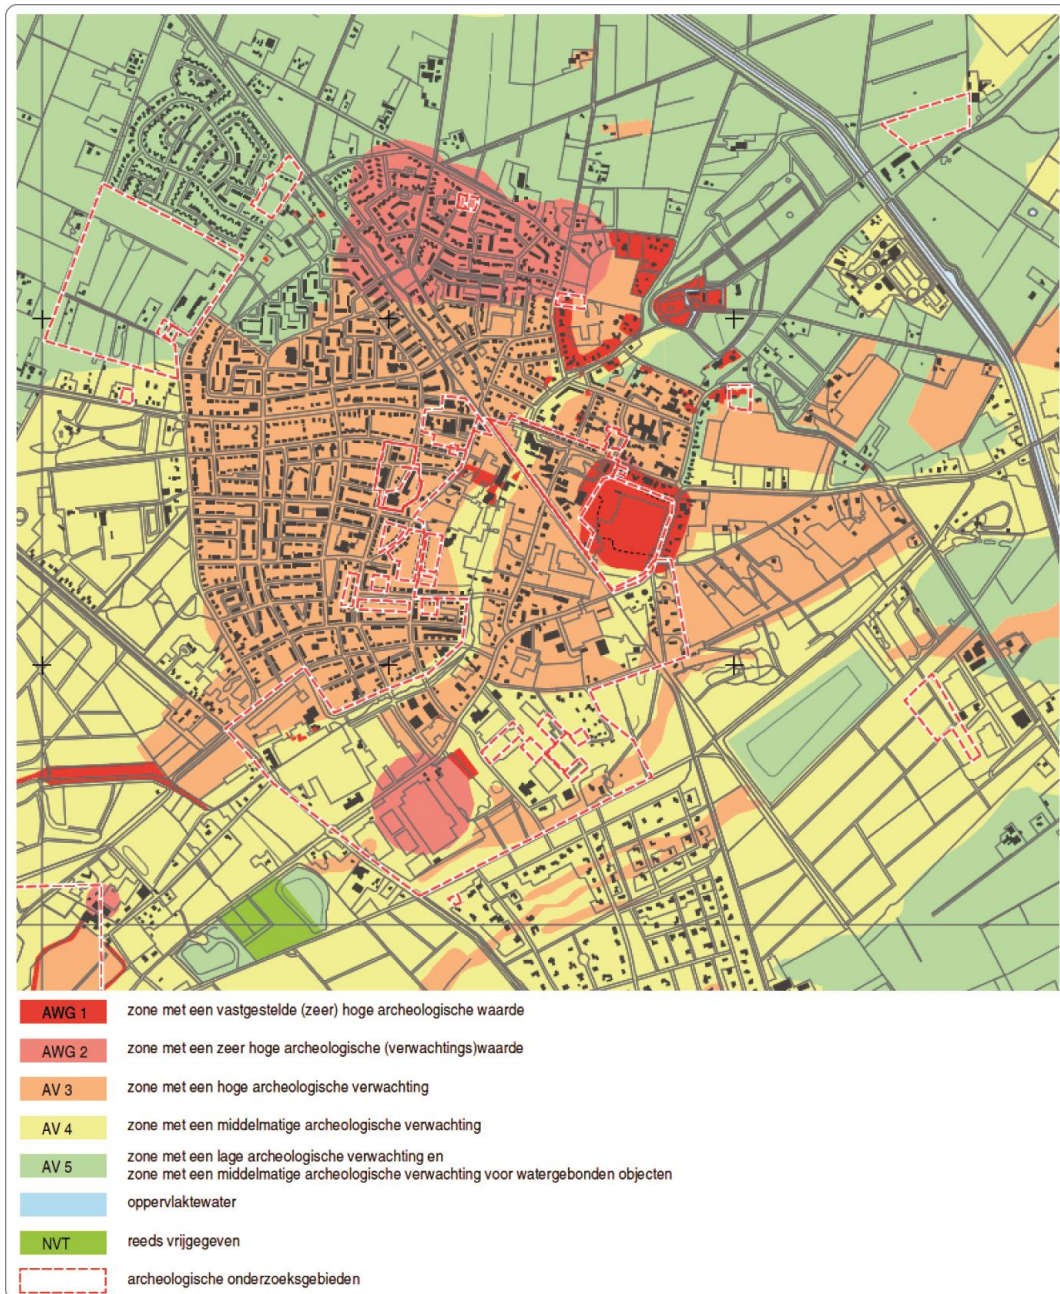 AWG 1 zone met een vastgestelde (zeer) hoge archeologische waarde
AWG 2 zone met een zeer hoge archeologische (verwachtings)waarde
AV 3 zone met een hoge archeologische verwachting
AV 4 zone met een middelmatige archeologische verwachting
AV 5 zone met een lage archeologische verwachting en
zone met een middelmatige archeologische verwachting voor watergebonden objecten
oppervlaktewater
NVT reeds vrijgegeven
archeologische onderzoeksgebieden